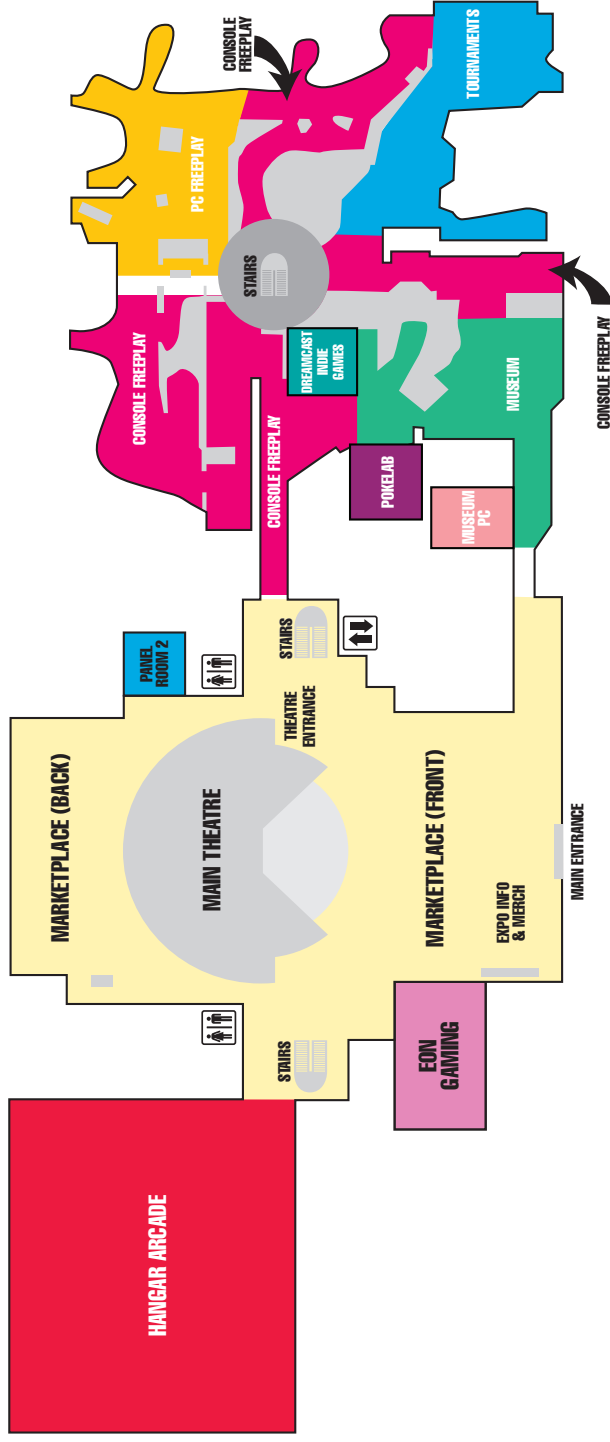 HANGAR ARCADE
STAIRS
EON
GAMING
MARKETPLACE (BACK)
MAIN THEATRE
MARKETPLACE (FRONT)
EXPO INFO
& MERCH
MAIN ENTRANCE
PANEL
ROOM 2
THEATRE
ENTRANCE
STAIRS
CONSOLE FREEPLAY
CONSOLE FREEPLAY
POKELAB
MUSEUM
PC
DREAMCAST
INDIE
GAMES
MUSEUM
CONSOLE FREEPLAY
STAIRS
PC FREEPLAY
CONSOLE
FREEPLAY
TOURNAMENTS